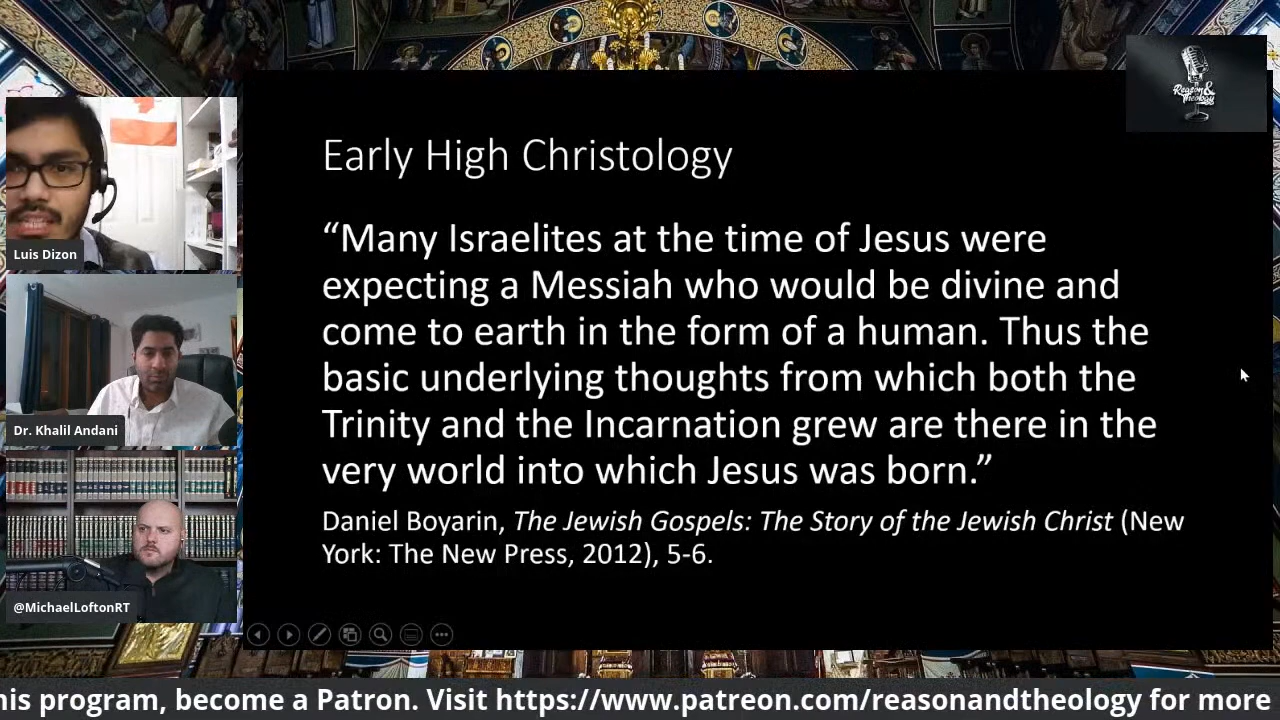 Reason &
Theology
Luis Dizon
Dr. Khalil Andani
@MichaelLoftonRT
Early High Christology
“Many Israelites at the time of Jesus were
expecting a Messiah who would be divine and
come to earth in the form of a human. Thus the
basic underlying thoughts from which both the
Trinity and the Incarnation grew are there in the
very world into which Jesus was born.”
Daniel Boyarin, The Jewish Gospels: The Story of the Jewish Christ (New
York: The New Press, 2012), 5-6.
his program, become a Patron. Visit https://www.patreon.com/reasonandtheology for more